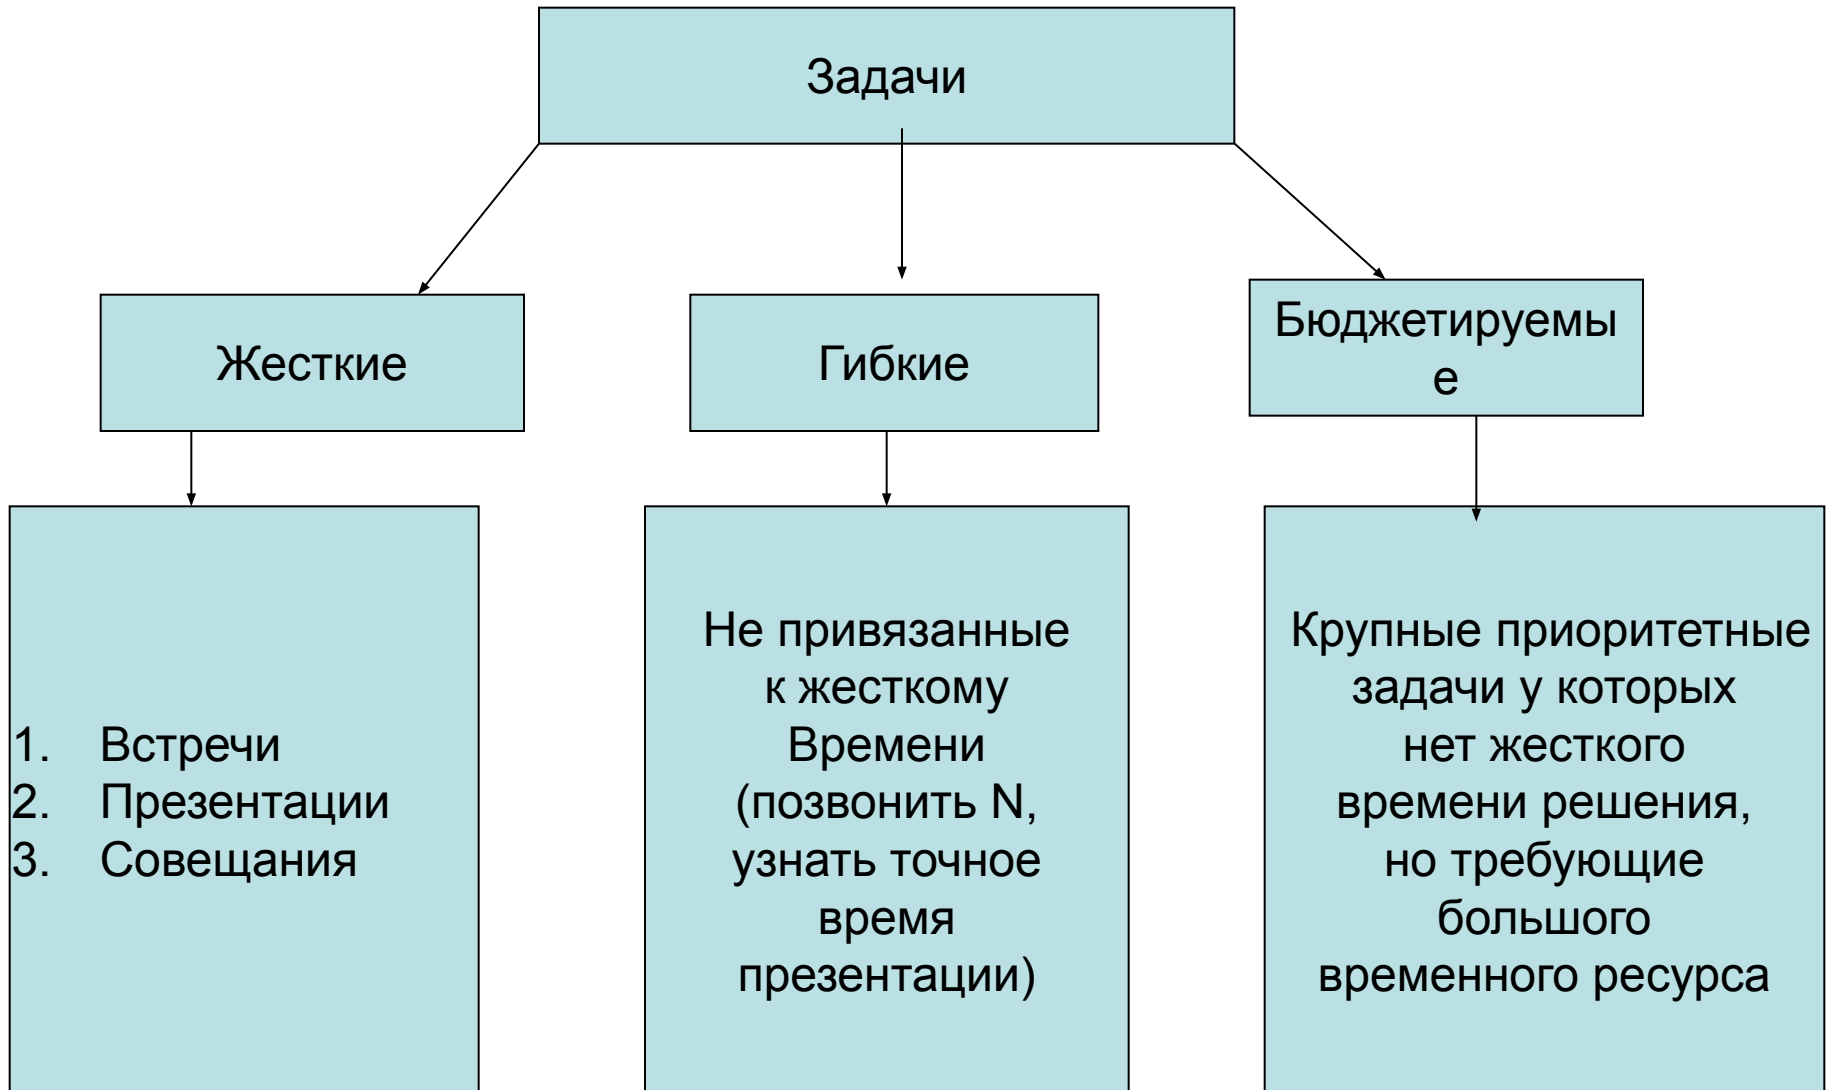 Задачи
Жесткие
Гибкие
Бюджетируемы
е
1. Встречи
2. Презентации
3. Совещания
Не привязанные
к жесткому
Времени
(позвонить N,
узнать точное
время
презентации)
Крупные приоритетные
задачи у которых
нет жесткого
времени решения,
но требующие
большого
временного ресурса